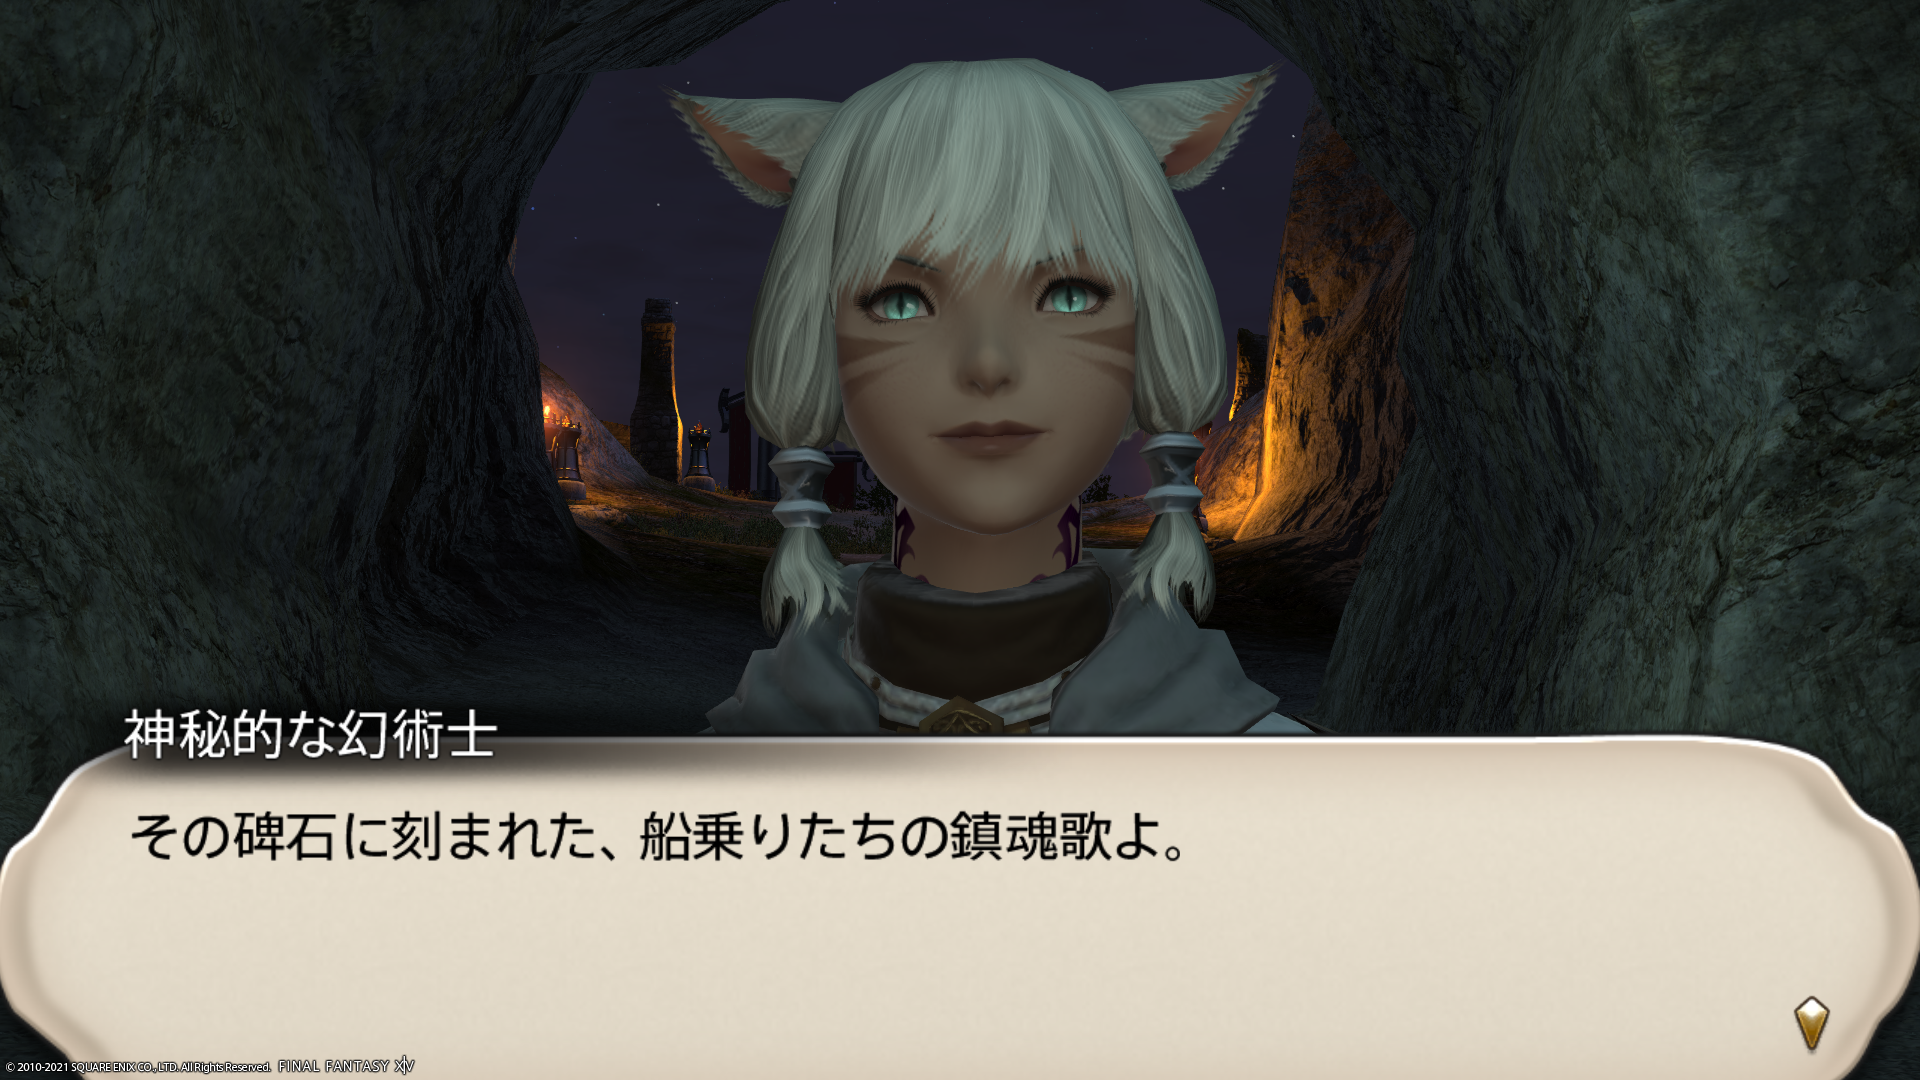 神秘的な幻術士
その碑石に刻まれた、船乗りたちの鎮魂歌よ。
© 2010-2021 SQUARE ENIX CO., LTD. All Rights Reserved. FINAL FANTASY XIV